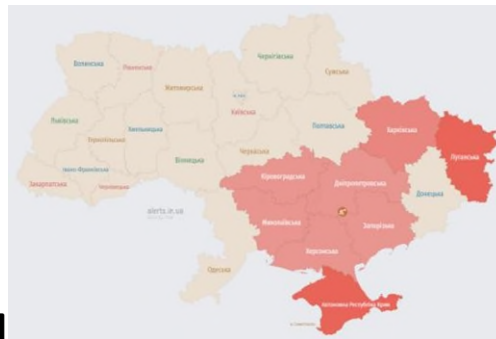 Чернігівська
Волинська
Рівненська
Сумська
Житомирська
Київська
Львівська
Полтавська
Харківська
Тернопільська
Хмельницька
Луганська
Черкаська
Вінницька
Івано-Франківська
Кіровоградська
Дніпропетровська
Закарпатська
Чернівецька
Донецька
alerts.in.ua
Миколаївська
Запорізька
Херсонська
Одеська
Автономна Республіка Крим